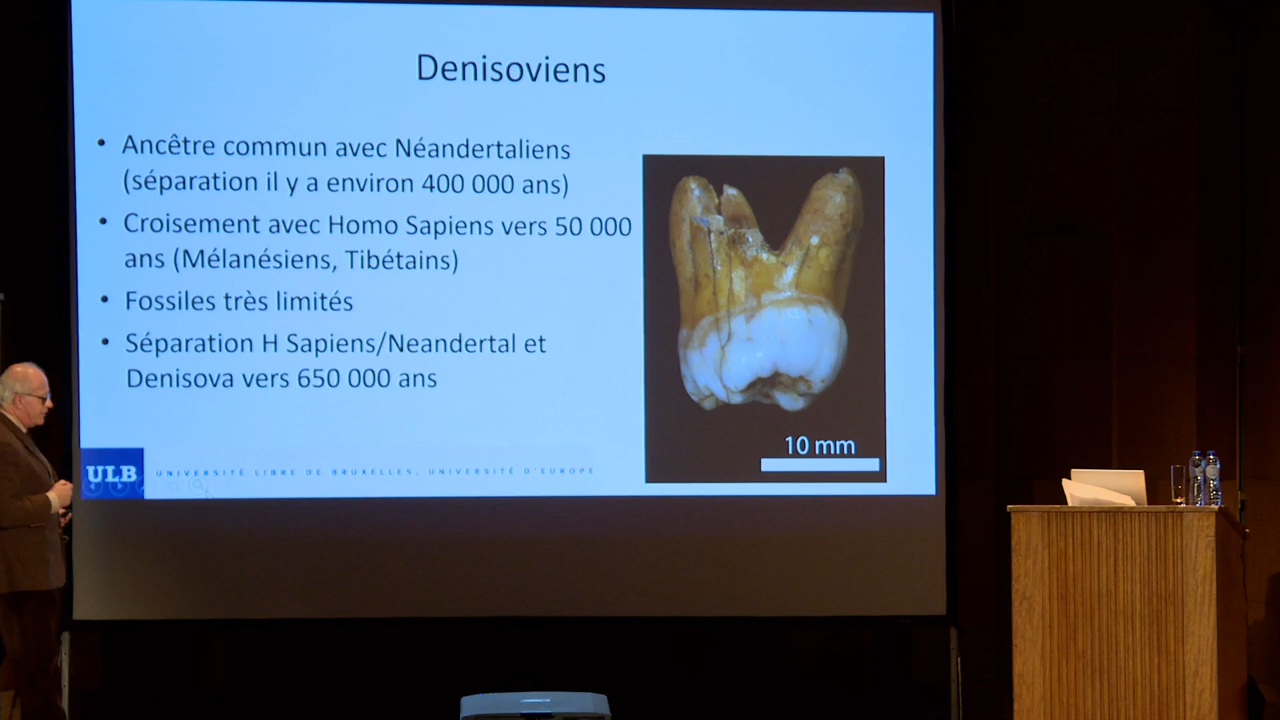 Denisoviens
• Ancêtre commun avec Néandertaliens
(séparation il y a environ 400 000 ans)
• Croisement avec Homo Sapiens vers 50 000
ans (Mélanésiens, Tibétains)
• Fossiles très limités
• Séparation H Sapiens/Neandertal et
Denisova vers 650 000 ans
10 mm
ULB
UNIVERSITÉ LIBRE DE BRUXELLES, UNIVERSITÉ D'EUROPE